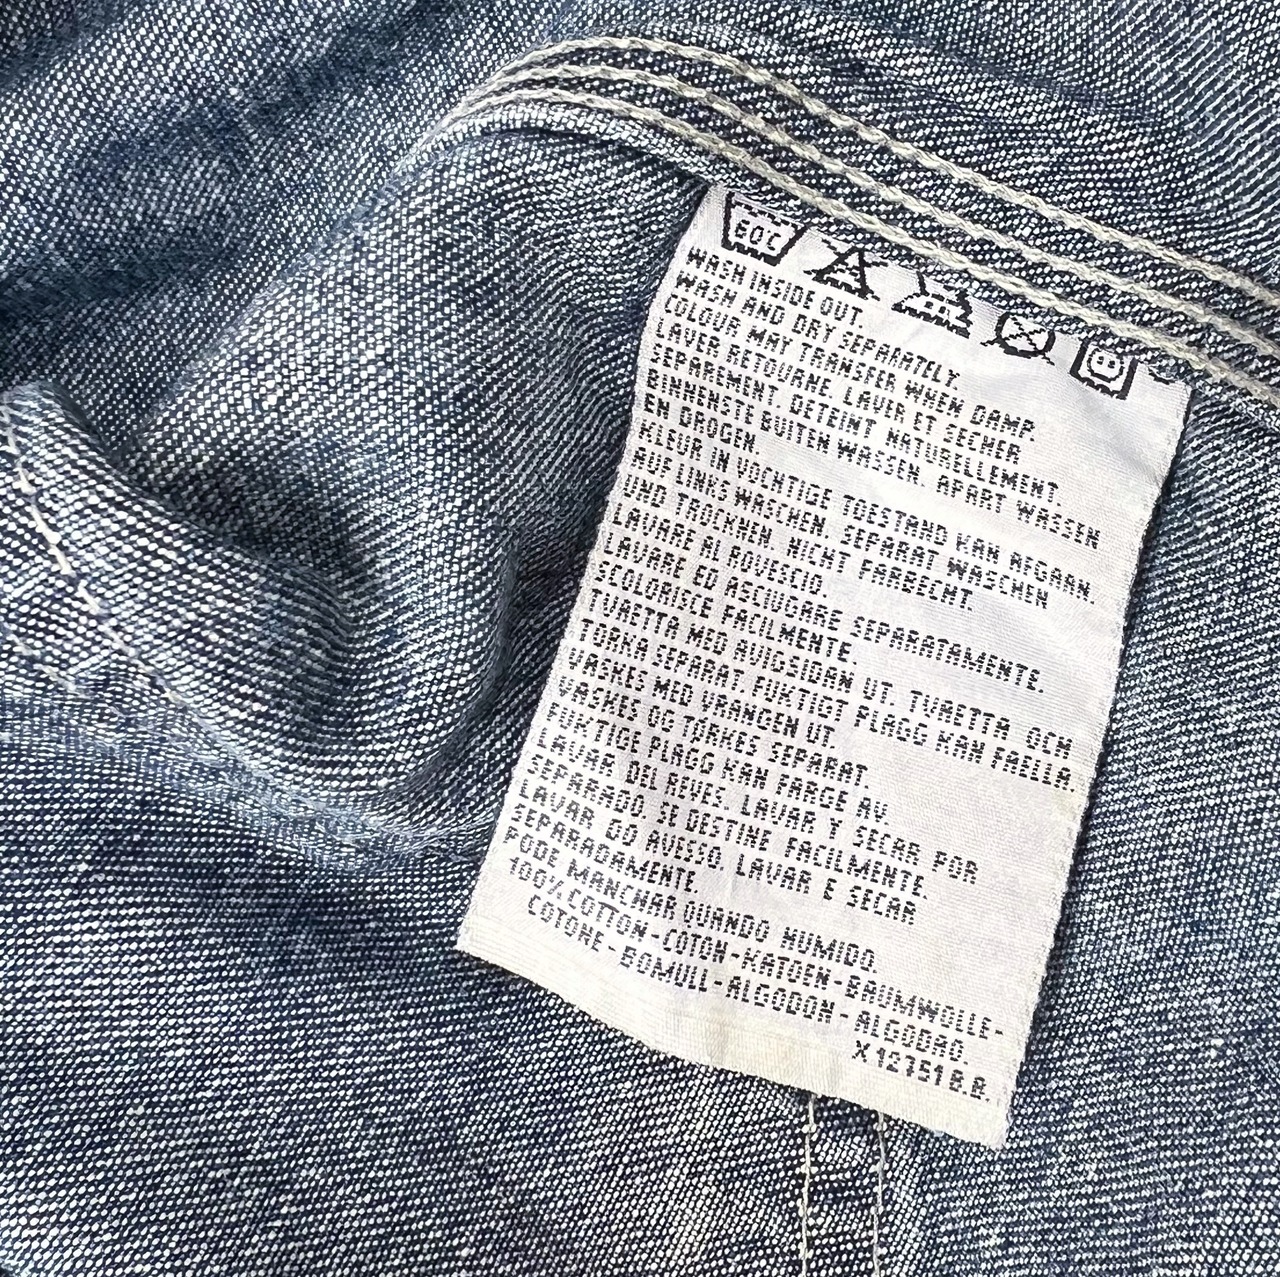 60C
WASH INSIDE OUT.
WASH AND DRY SEPARATELY.
COLOUR MAY TRANSFER WHEN DAMP.
LAVER RETOURNE. LAVER ET SECHER
SEPAREMENT. DETEINT NATURELLEMENT.
BINNENSTE BUITEN WASSEN. APART WASSEN
EN DROGEN.
KLEUR IN VOCHTIGE TOESTAND KAN AFGAAN.
AUF LINKS WASCHEN. SEPARAT WASCHEN
UND TROCKNEN. NICHT FARBECHT.
LAVARE AL ROVESCIO.
LAVARE ED ASCIUGARE SEPARATAMENTE.
SCOLORISCE FACILMENTE.
TVAETTA MED AVIGSIDAN UT. TVAETTA OCH
TORKA SEPARAT. FUKTIGT PLAGG KAN FAELLA.
VASKES MED VRANGEN UT.
VASKES OG TORKES SEPARAT.
FUKTIGE PLAGG KAN FARGE AV.
LAVAR DEL REVES. LAVAR Y SECAR POR
SEPARADO. SE DESTINE FACILMENTE.
LAVAR DO AVESSO. LAVAR E SECAR
SEPARADAMENTE.
PODE MANCHAR QUANDO HUMIDO.
100% COTTON-COTON-KATOEN-BAUMWOLLE-
COTONE-BOMULL-ALGODON-ALGODAO.
X12751B.B.